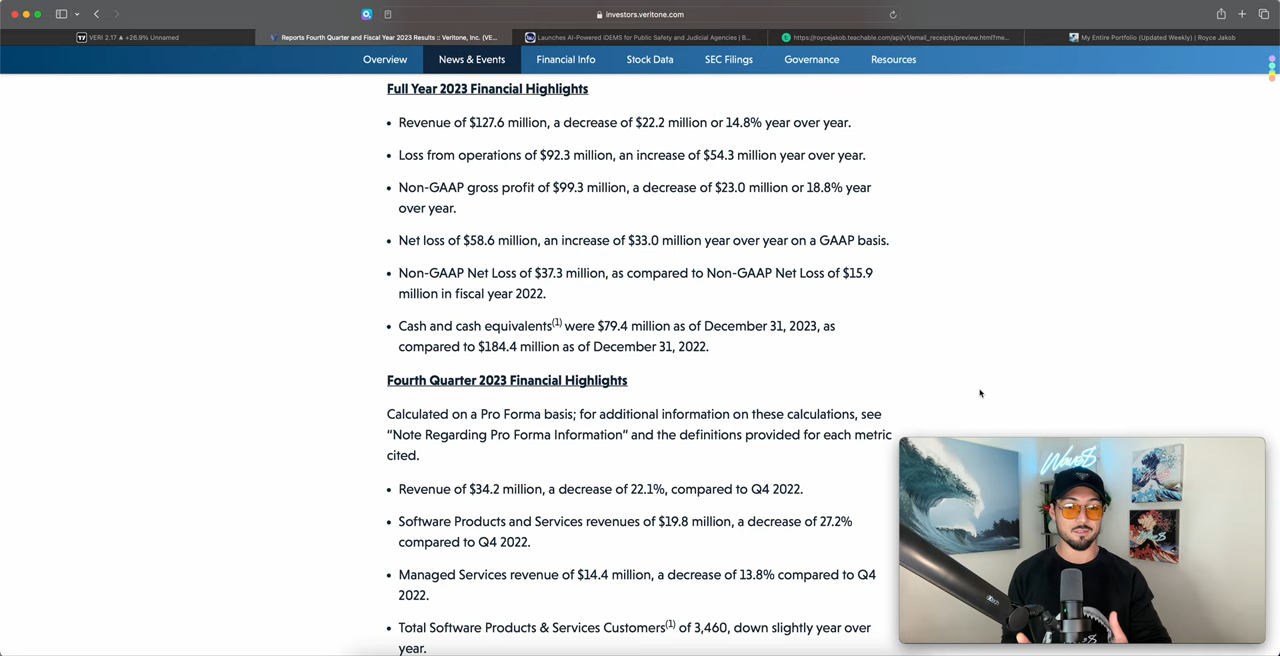 investors.veritone.com
VERI 2.17 ▲ +26.9% Unnamed
Reports Fourth Quarter and Fiscal Year 2023 Results :: Veritone, Inc. (VE...
Launches AI-Powered IDEMS for Public Safety and Judicial Agencies | B...
https://roycejakob.teachable.com/api/v1/email_receipts/preview.html?me...
My Entire Portfolio (Updated Weekly) | Royce Jakob
Overview News & Events Financial Info Stock Data SEC Filings Governance Resources
Full Year 2023 Financial Highlights
• Revenue of $127.6 million, a decrease of $22.2 million or 14.8% year over year.
• Loss from operations of $92.3 million, an increase of $54.3 million year over year.
• Non-GAAP gross profit of $99.3 million, a decrease of $23.0 million or 18.8% year
over year.
• Net loss of $58.6 million, an increase of $33.0 million year over year on a GAAP basis.
• Non-GAAP Net Loss of $37.3 million, as compared to Non-GAAP Net Loss of $15.9
million in fiscal year 2022.
• Cash and cash equivalents(1) were $79.4 million as of December 31, 2023, as
compared to $184.4 million as of December 31, 2022.
Fourth Quarter 2023 Financial Highlights
Calculated on a Pro Forma basis; for additional information on these calculations, see
“Note Regarding Pro Forma Information” and the definitions provided for each metric
cited.
• Revenue of $34.2 million, a decrease of 22.1%, compared to Q4 2022.
• Software Products and Services revenues of $19.8 million, a decrease of 27.2%
compared to Q4 2022.
• Managed Services revenue of $14.4 million, a decrease of 13.8% compared to Q4
2022.
• Total Software Products & Services Customers(1) of 3,460, down slightly year over
year.